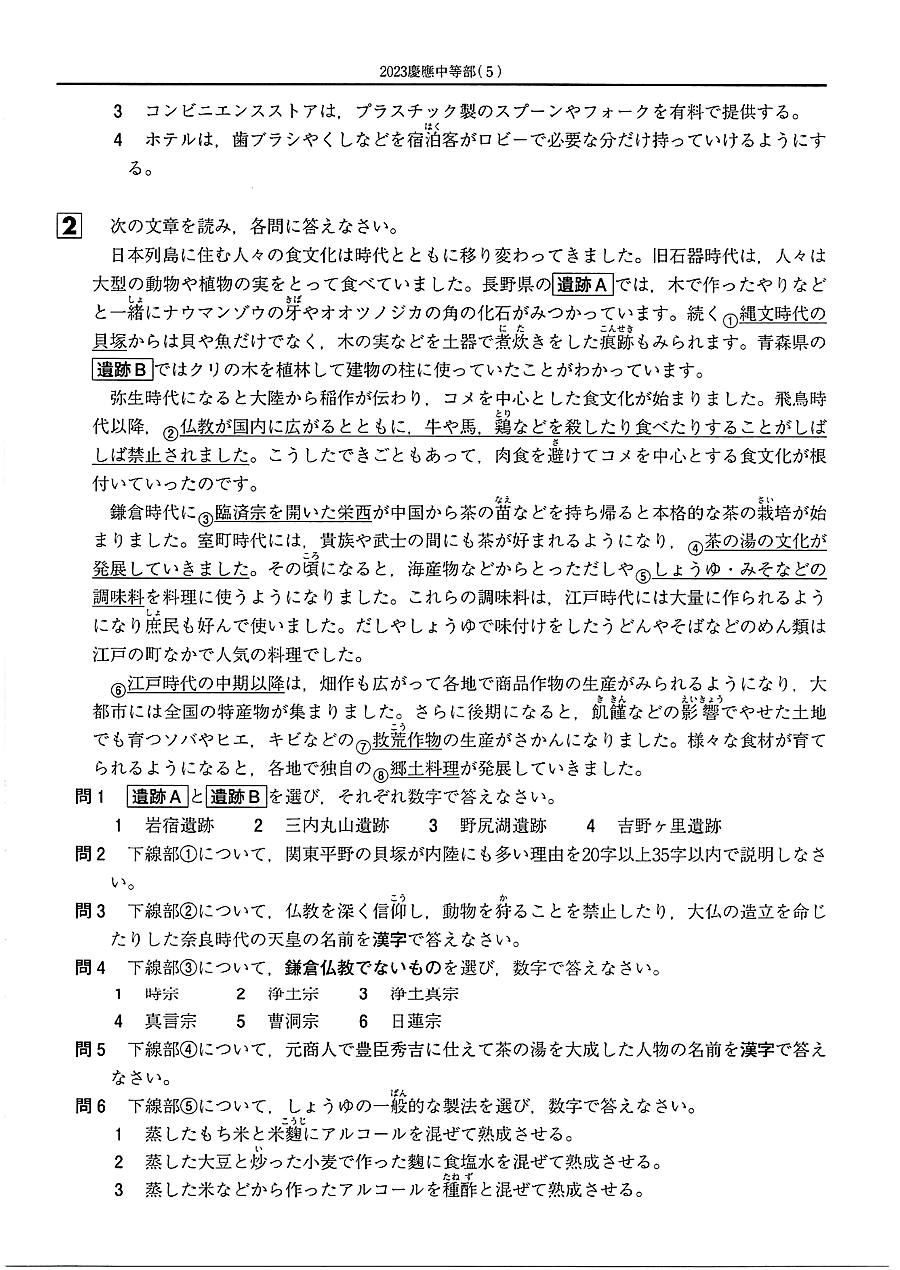 2023慶應中等部(5)
3 コンビニエンスストアは，プラスチック製のスプーンやフォークを有料で提供する。
4 ホテルは，歯ブラシやくしなどを宿泊客がロビーで必要な分だけ持っていけるようにす
る。
2 次の文章を読み，各問に答えなさい。
日本列島に住む人々の食文化は時代とともに移り変わってきました。旧石器時代は，人々は
大型の動物や植物の実をとって食べていました。長野県の遺跡Aでは，木で作ったやりなど
と一緒にナウマンゾウの牙やオオツノジカの角の化石がみつかっています。続く①縄文時代の
貝塚からは貝や魚だけでなく，木の実などを土器で煮炊きをした痕跡もみられます。青森県の
遺跡Bではクリの木を植林して建物の柱に使っていたことがわかっています。
弥生時代になると大陸から稲作が伝わり，コメを中心とした食文化が始まりました。飛鳥時
代以降，②仏教が国内に広がるとともに，牛や馬，鶏などを殺したり食べたりすることがしば
しば禁止されました。こうしたできごともあって，肉食を避けてコメを中心とする食文化が根
付いていったのです。
鎌倉時代に③臨済宗を開いた栄西が中国から茶の苗などを持ち帰ると本格的な茶の栽培が始
まりました。室町時代には，貴族や武士の間にも茶が好まれるようになり，④茶の湯の文化が
発展していきました。その頃になると，海産物などからとっただしや⑤しょうゆ・みそなどの
調味料を料理に使うようになりました。これらの調味料は，江戸時代には大量に作られるよう
になり庶民も好んで使いました。だしやしょうゆで味付けをしたうどんやそばなどのめん類は
江戸の町なかで人気の料理でした。
⑥江戸時代の中期以降は，畑作も広がって各地で商品作物の生産がみられるようになり，大
都市には全国の特産物が集まりました。さらに後期になると，飢饉などの影響でやせた土地
でも育つソバやヒエ，キビなどの⑦救荒作物の生産がさかんになりました。様々な食材が育て
られるようになると，各地で独自の⑧郷土料理が発展していきました。
問1 遺跡Aと遺跡Bを選び，それぞれ数字で答えなさい。
1 岩宿遺跡 2 三内丸山遺跡 3 野尻湖遺跡 4 吉野ヶ里遺跡
問2 下線部①について，関東平野の貝塚が内陸にも多い理由を20字以上35字以内で説明しなさ
い。
問3 下線部②について，仏教を深く信仰し，動物を狩ることを禁止したり，大仏の造立を命じ
たりした奈良時代の天皇の名前を漢字で答えなさい。
問4 下線部③について，鎌倉仏教でないものを選び，数字で答えなさい。
1 時宗 2 浄土宗 3 浄土真宗
4 真言宗 5 曹洞宗 6 日蓮宗
問5 下線部④について，元商人で豊臣秀吉に仕えて茶の湯を大成した人物の名前を漢字で答え
なさい。
問6 下線部⑤について，しょうゆの一般的な製法を選び，数字で答えなさい。
1 蒸したもち米と米麹にアルコールを混ぜて熟成させる。
2 蒸した大豆と炒った小麦で作った麹に食塩水を混ぜて熟成させる。
3 蒸した米などから作ったアルコールを種酢と混ぜて熟成させる。